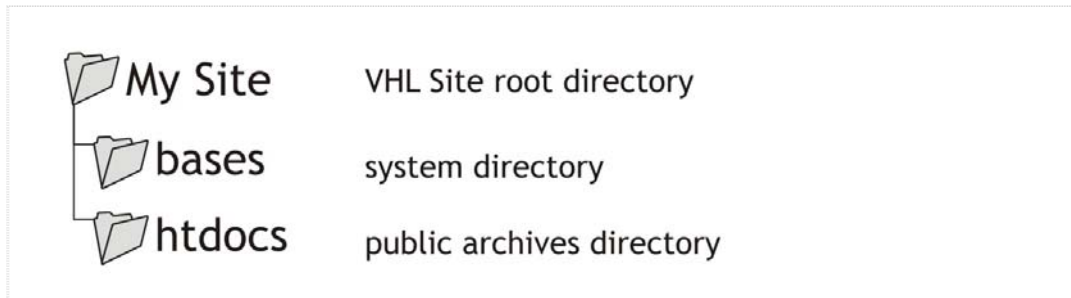 My Site VHL Site root directory
bases system directory
htdocs public archives directory